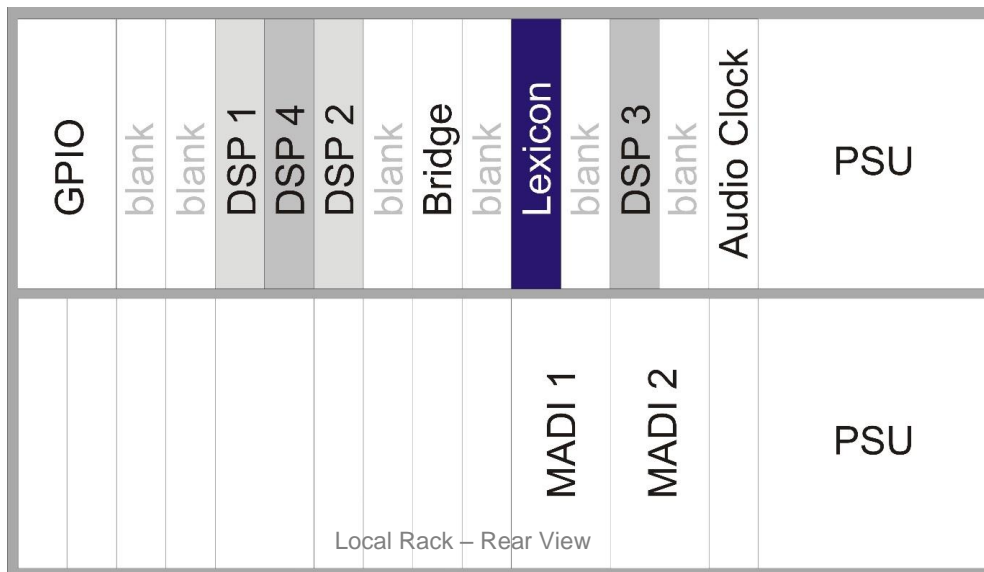 GPIO
blank
blank
DSP 1
DSP 4
DSP 2
blank
Bridge
blank
Lexicon
blank
DSP 3
blank
Audio Clock
PSU
MADI 1
MADI 2
PSU
Local Rack – Rear View